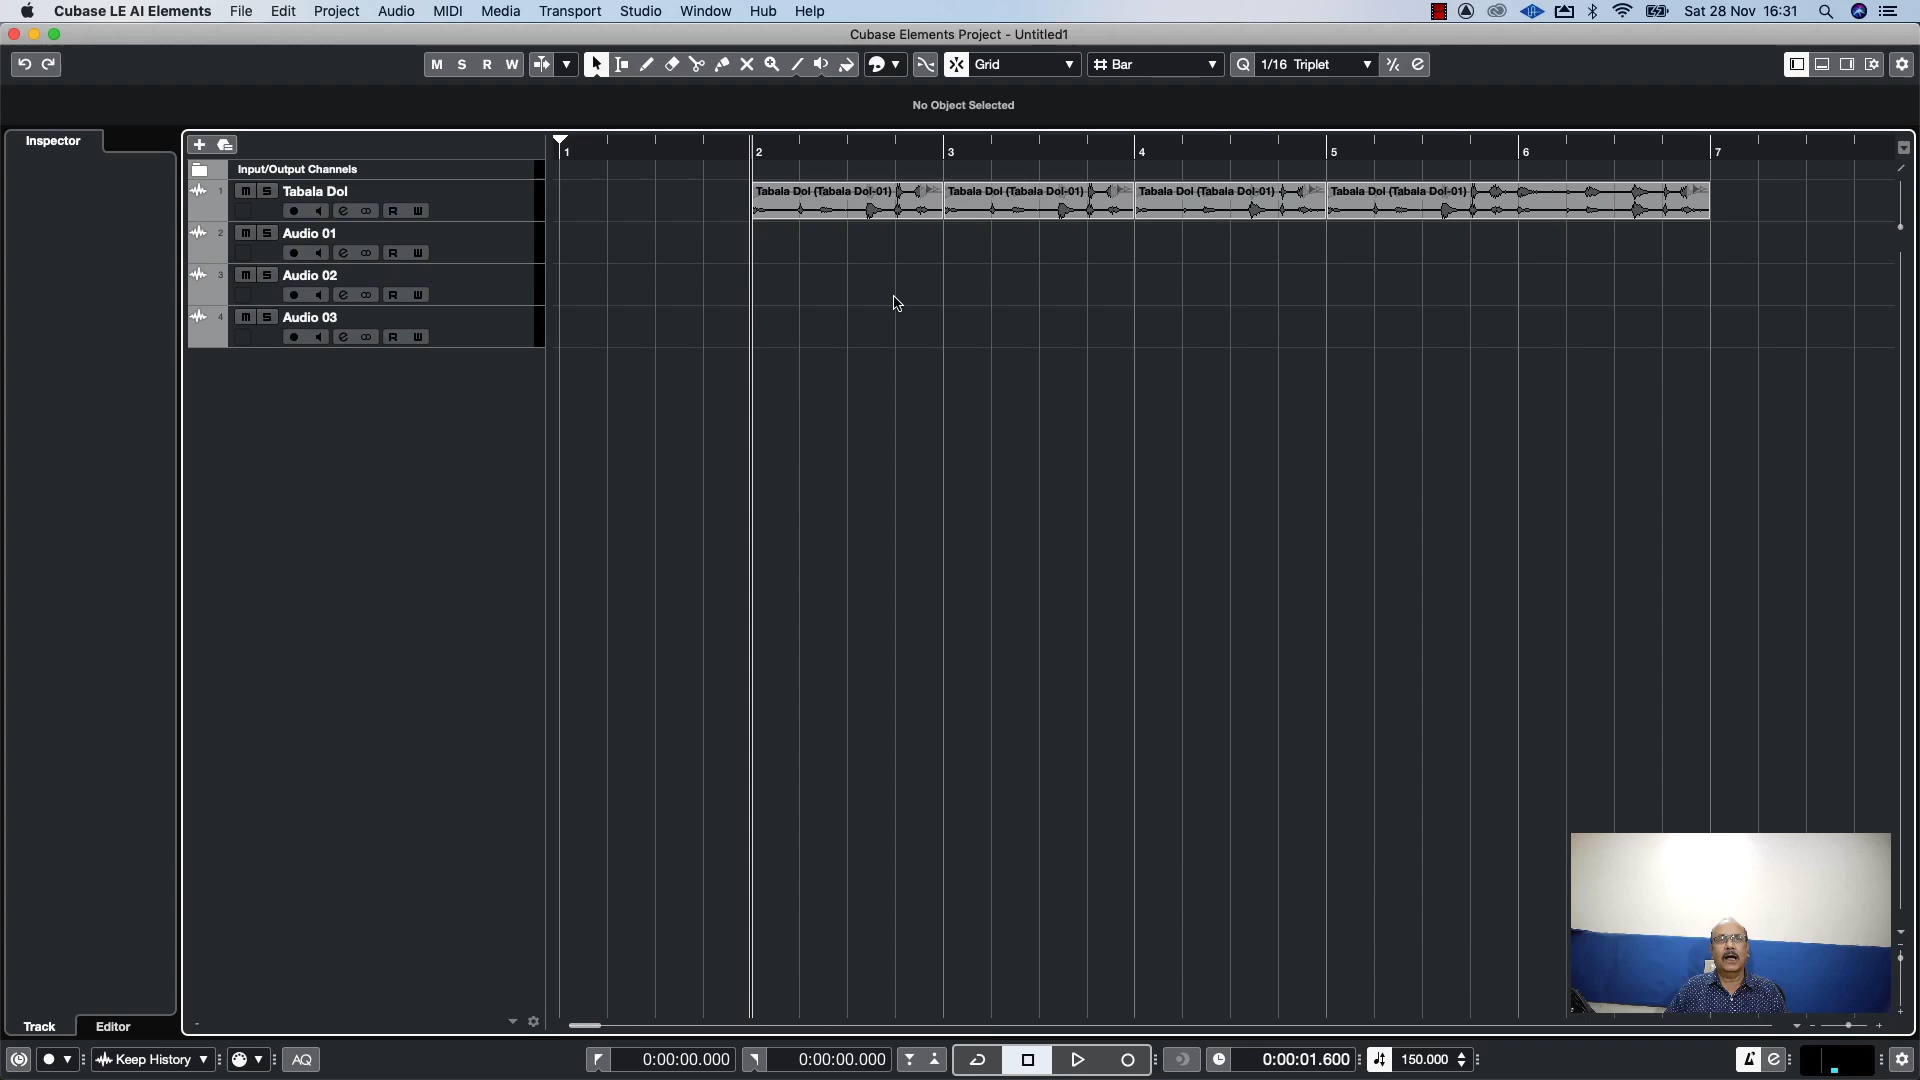 Cubase LE AI Elements File Edit Project Audio MIDI Media Transport Studio Window Hub Help Sat 28 Nov 16:31
Cubase Elements Project - Untitled1
M S R W Grid Bar Q 1/16 Triplet e
No Object Selected
Inspector
1 2 3 4 5 6 7
Input/Output Channels
1 m S Tabala Dol
e R
Tabala Dol (Tabala Dol-01) Tabala Dol (Tabala Dol-01) Tabala Dol (Tabala Dol-01) Tabala Dol (Tabala Dol-01)
2 m S Audio 01
e R
3 m S Audio 02
e R
4 m S Audio 03
e R
Track Editor
Keep History AQ 0:00:00.000 0:00:00.000 0:00:01.600 150.000 e